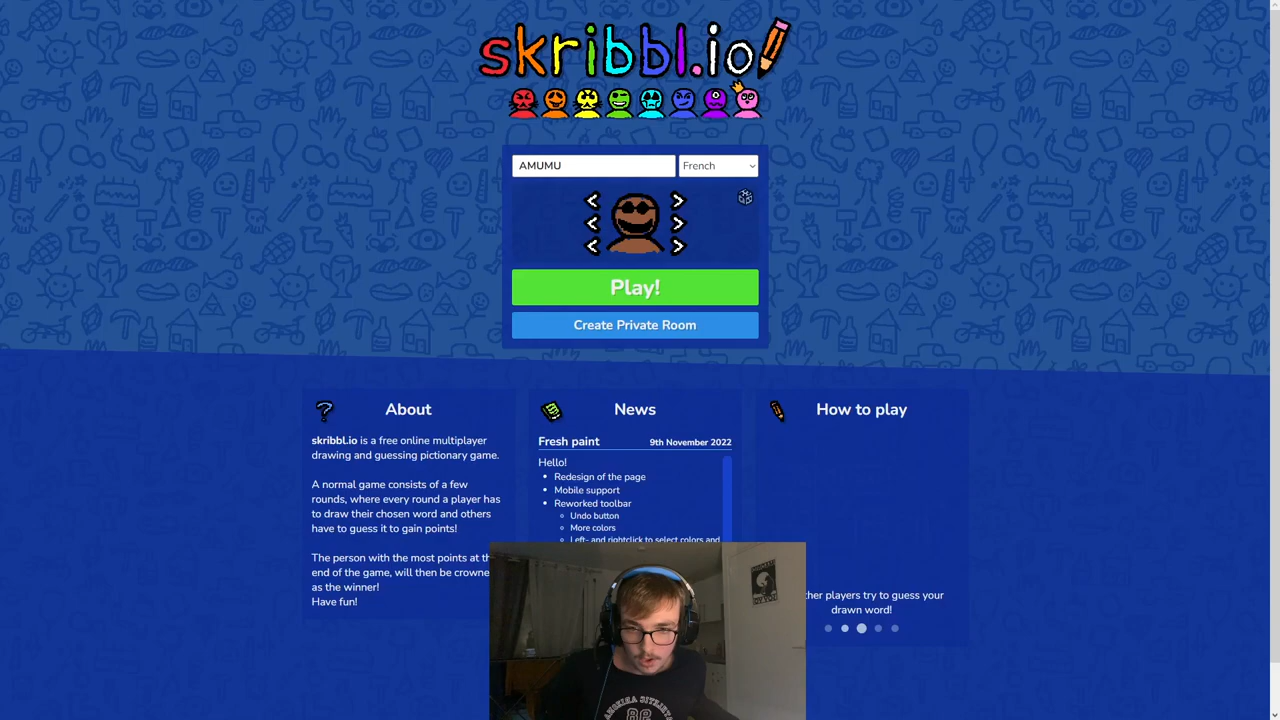 skribbl.io
AMUMU
French
Play!
Create Private Room
About
skribbl.io is a free online multiplayer
drawing and guessing pictionary game.
A normal game consists of a few
rounds, where every round a player has
to draw their chosen word and others
have to guess it to gain points!
The person with the most points at th
end of the game, will then be crowne
as the winner!
Have fun!
News
Fresh paint 9th November 2022
Hello!
Redesign of the page
Mobile support
Reworked toolbar
Undo button
More colors
Left- and rightclick to select colors and
How to play
ther players try to guess your
drawn word!